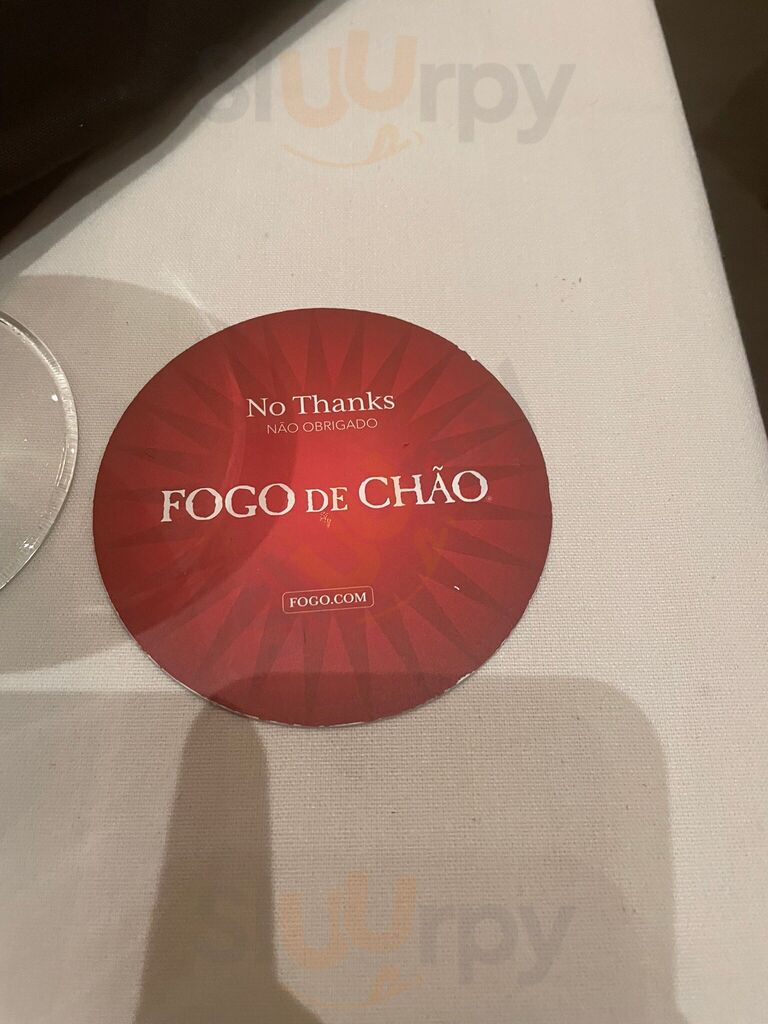 sluurpy
No Thanks
NÃO OBRIGADO
FOGO DE CHÃO
FOGO.COM
sluurpy